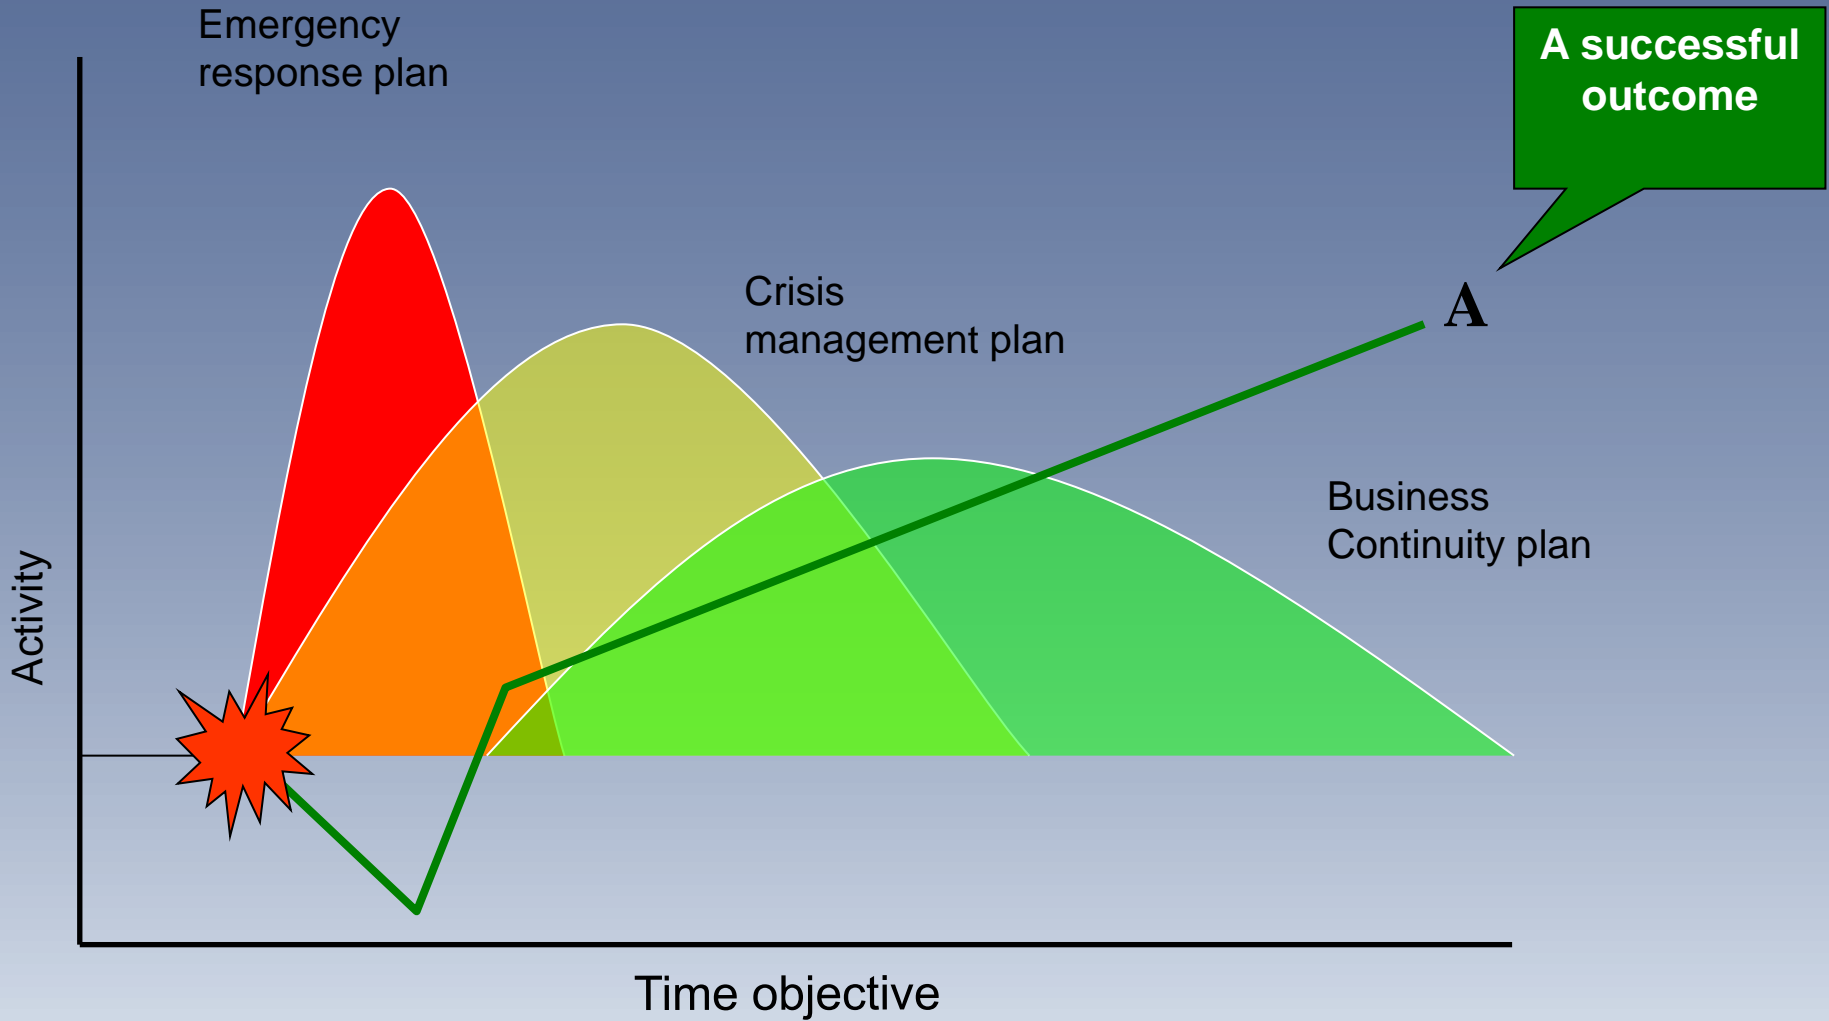 Emergency
response plan
A successful
outcome
Crisis
management plan
A
Business
Continuity plan
Activity
Time objective